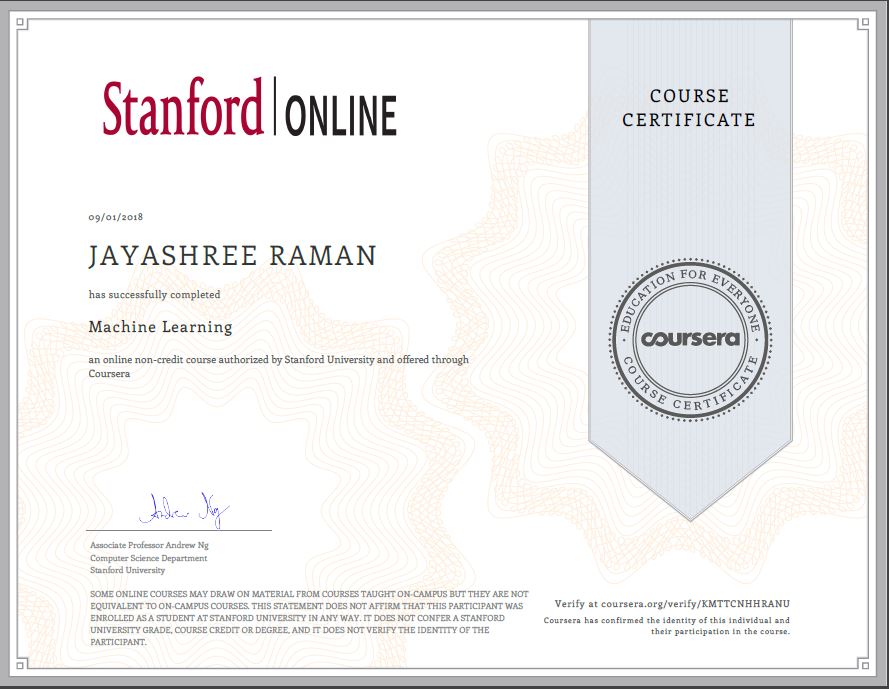 Stanford | ONLINE
COURSE
CERTIFICATE
09/01/2018
JAYASHREE RAMAN
has successfully completed
Machine Learning
an online non-credit course authorized by Stanford University and offered through
Coursera
EDUCATION FOR EVERYONE
coursera
COURSE CERTIFICATE
Andrew Ng
Associate Professor Andrew Ng
Computer Science Department
Stanford University
SOME ONLINE COURSES MAY DRAW ON MATERIAL FROM COURSES TAUGHT ON-CAMPUS BUT THEY ARE NOT
EQUIVALENT TO ON-CAMPUS COURSES. THIS STATEMENT DOES NOT AFFIRM THAT THIS PARTICIPANT WAS
ENROLLED AS A STUDENT AT STANFORD UNIVERSITY IN ANY WAY. IT DOES NOT CONFER A STANFORD
UNIVERSITY GRADE, COURSE CREDIT OR DEGREE, AND IT DOES NOT VERIFY THE IDENTITY OF THE
PARTICIPANT.
Verify at coursera.org/verify/KMTTCNHHRANU
Coursera has confirmed the identity of this individual and
their participation in the course.